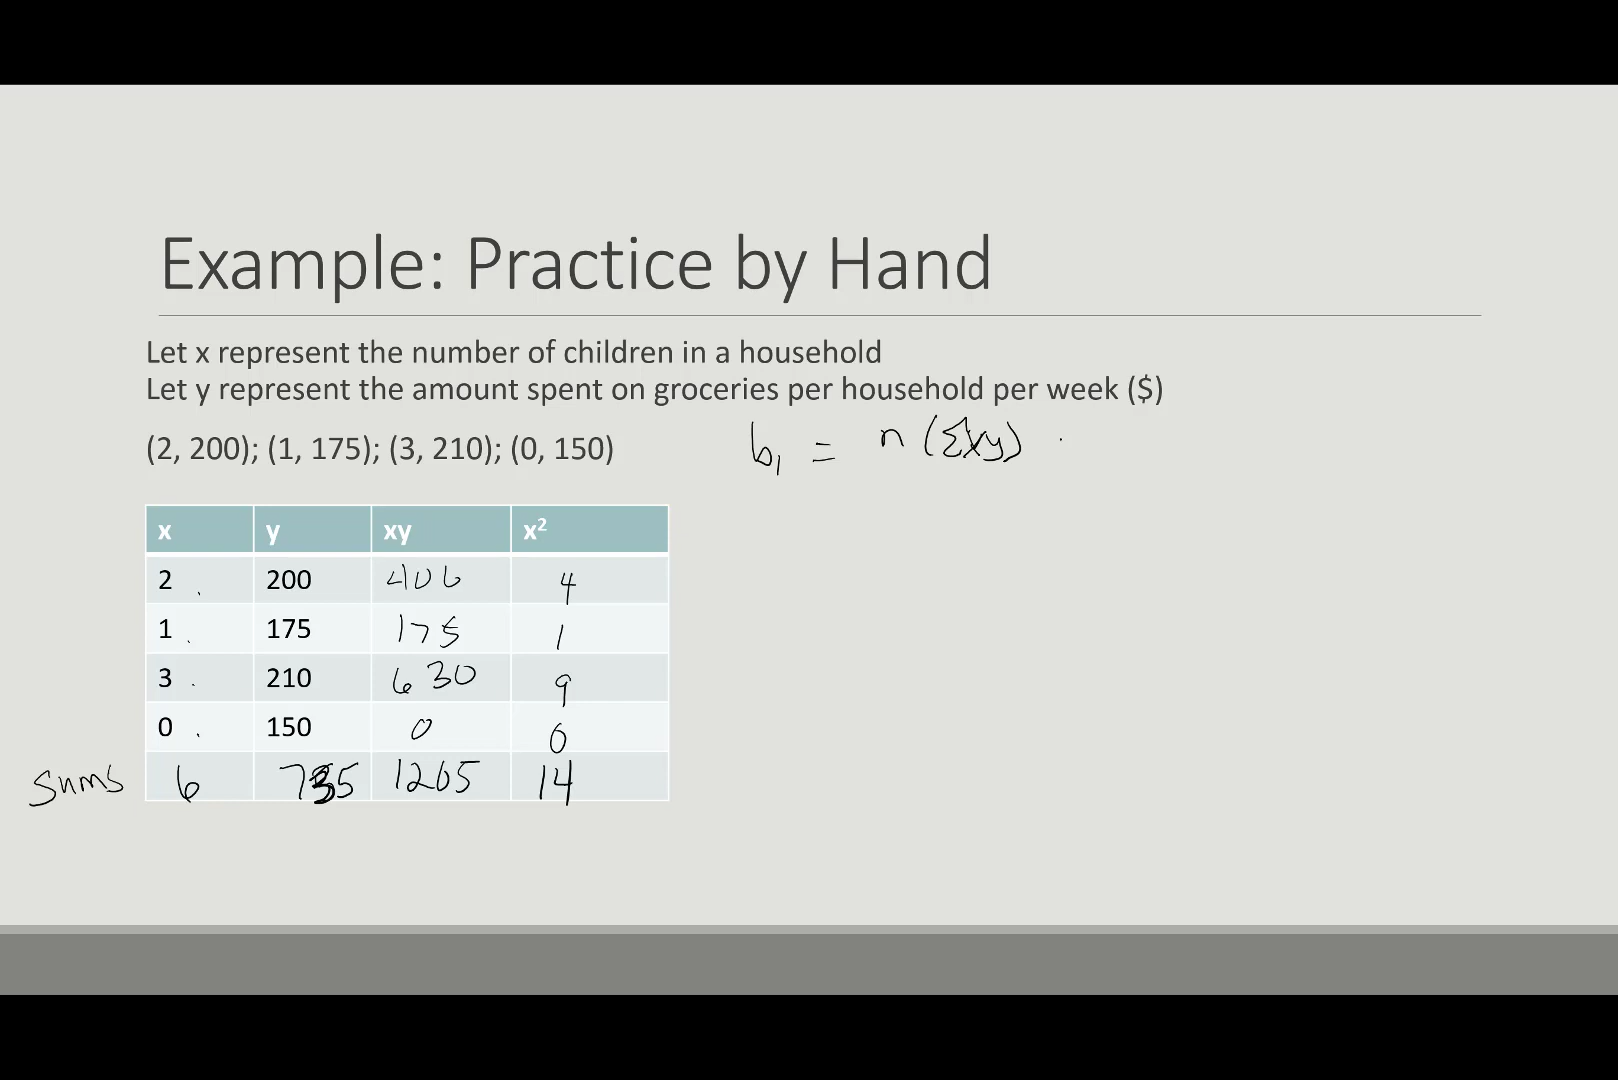 Example: Practice by Hand
Let x represent the number of children in a household
Let y represent the amount spent on groceries per household per week ($)
(2, 200); (1, 175); (3, 210); (0, 150)
b₁ = n (Σxy)
x y xy x²
2 200 400 4
1 175 175 1
3 210 630 9
0 150 0 0
Sums 6 735 1205 14